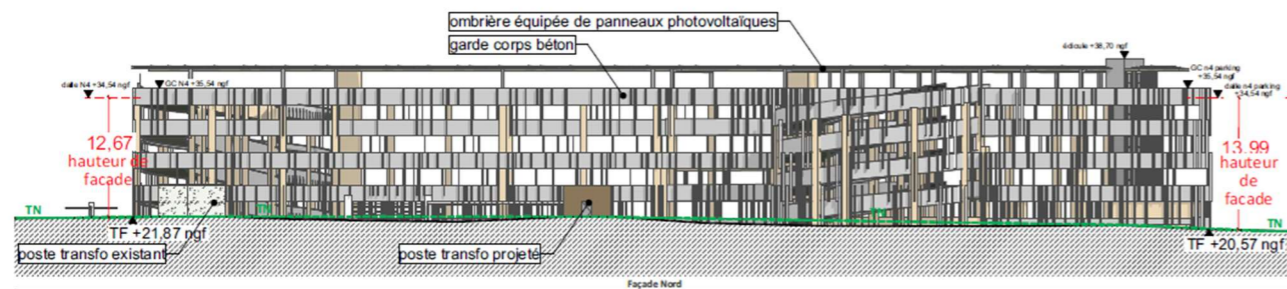 ombrière équipée de panneaux photovoltaïques
garde corps béton
édicule +38,70 ngf
dalle N4 +34,54 ngf
GC N4 +35,54 ngf
GC n4 parking
+35,54 ngf
dalle n4 parking
+34,54 ngf
12,67
hauteur de
facade
13.99
hauteur
de
facade
TN
TN
TN
TN
TF +21,87 ngf
TF +20,57 ngf
poste transfo existant
poste transfo projeté
Façade Nord